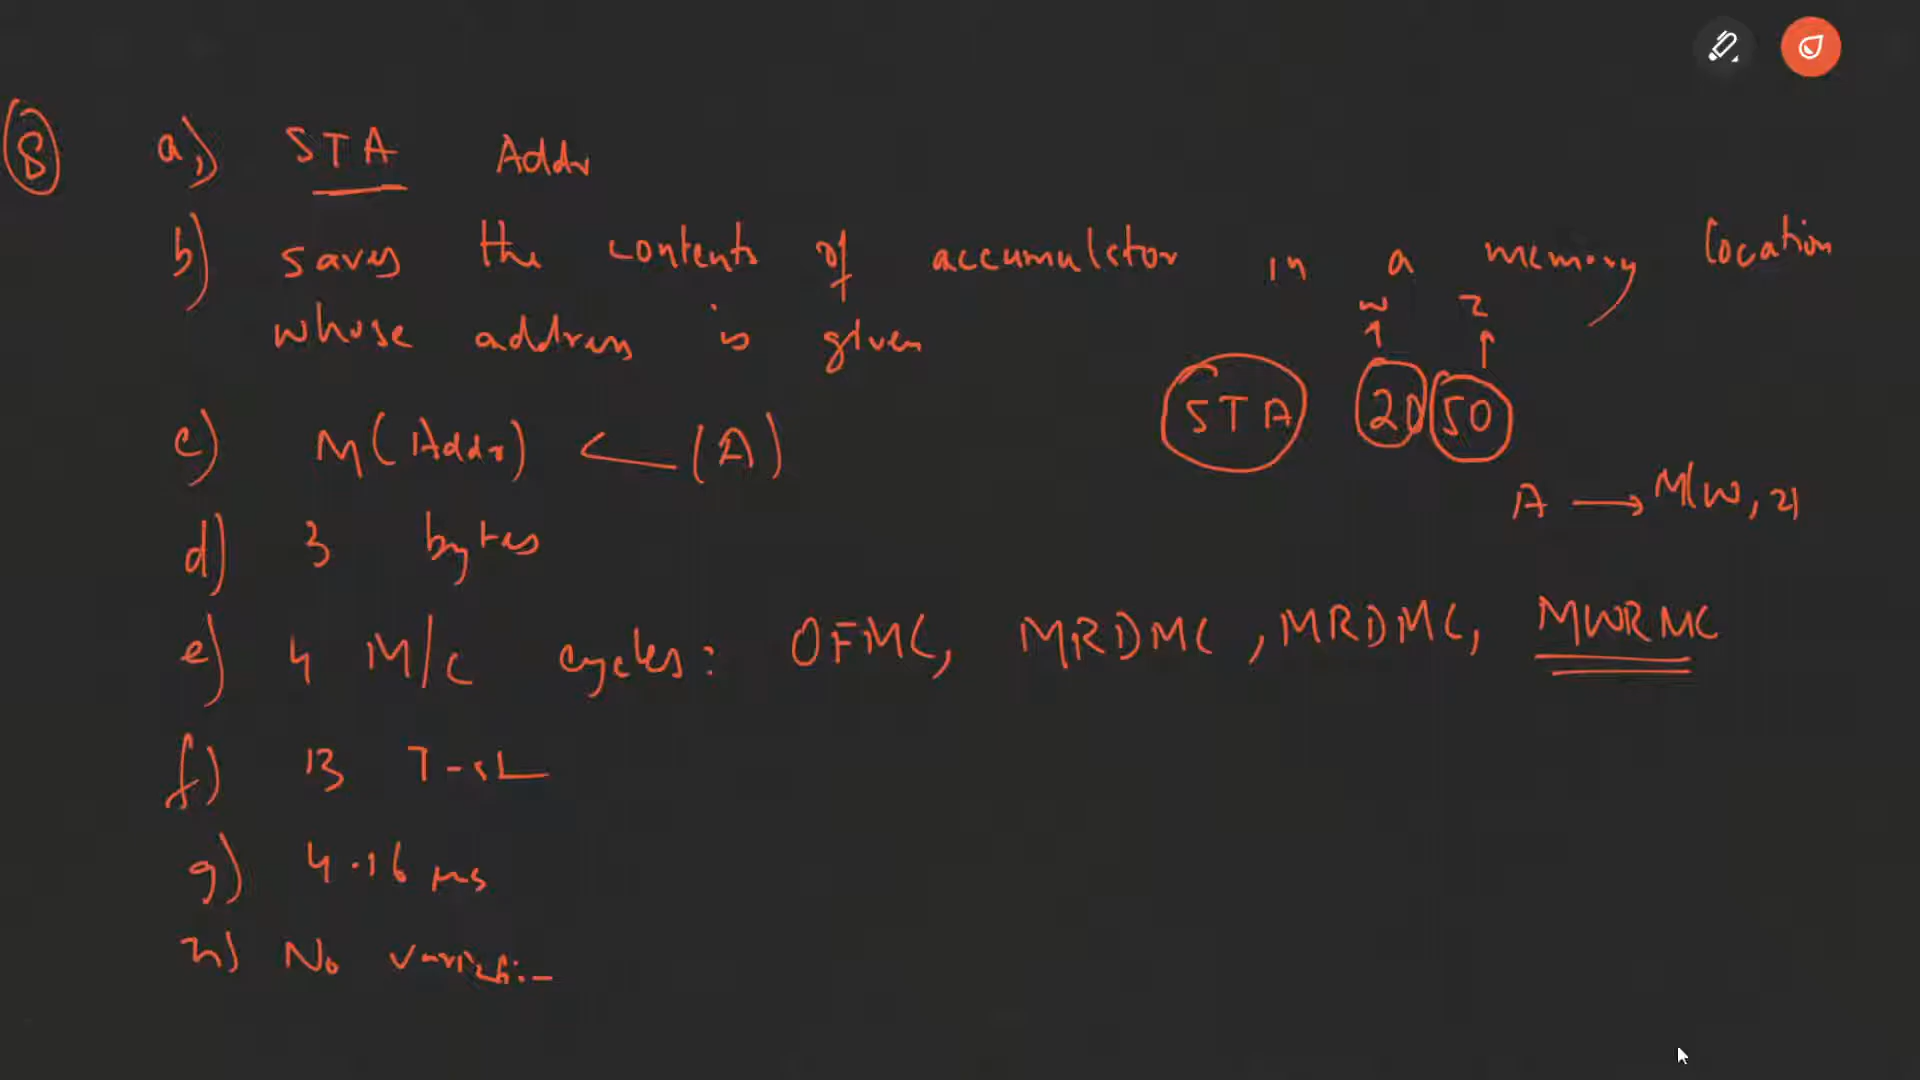 8 a) STA Addr
b) saves the contents of accumulator in a memory location
whose address is given
W Z
STA 20 50
c) M(Addr) ← (A)
A → M(W, Z)
d) 3 bytes
e) 4 M/C cycles: OFMC, MRDMC, MRDMC, MWRMC
f) 13 T-st
g) 4.16 μs
h) No variation